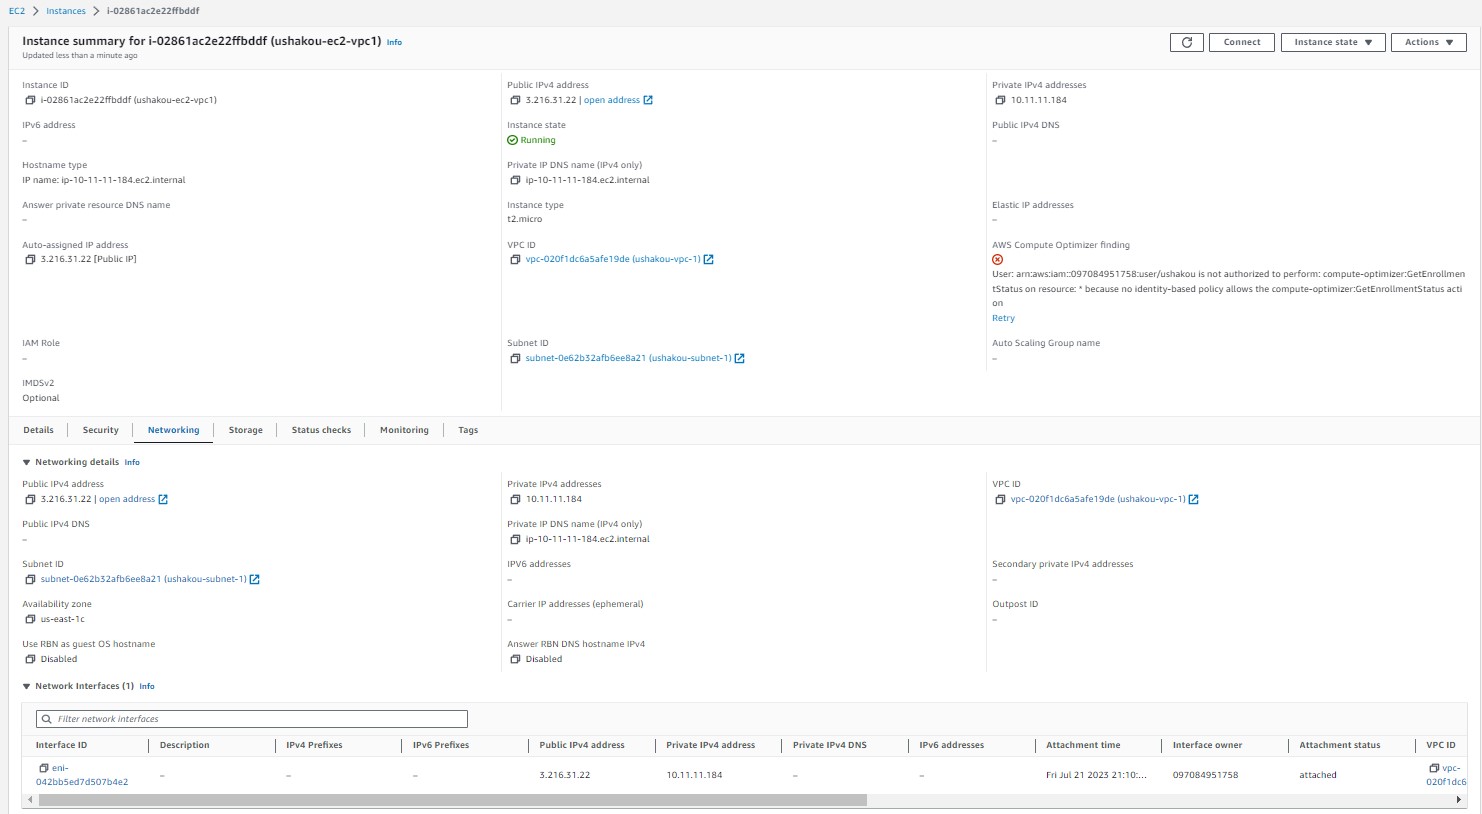 EC2 > Instances > i-02861ac2e22ffbddf
Instance summary for i-02861ac2e22ffbddf (ushakou-ec2-vpc1) Info
Updated less than a minute ago
Connect
Instance state
Actions
Instance ID
i-02861ac2e22ffbddf (ushakou-ec2-vpc1)
Public IPv4 address
3.216.31.22 | open address
Private IPv4 addresses
10.11.11.184
IPv6 address
–
Instance state
Running
Public IPv4 DNS
–
Hostname type
IP name: ip-10-11-11-184.ec2.internal
Private IP DNS name (IPv4 only)
ip-10-11-11-184.ec2.internal
Answer private resource DNS name
–
Instance type
t2.micro
Elastic IP addresses
–
Auto-assigned IP address
3.216.31.22 [Public IP]
VPC ID
vpc-020f1dc6a5afe19de (ushakou-vpc-1)
AWS Compute Optimizer finding
User: arn:aws:iam::097084951758:user/ushakou is not authorized to perform: compute-optimizer:GetEnrollmen
tStatus on resource: * because no identity-based policy allows the compute-optimizer:GetEnrollmentStatus acti
on
Retry
IAM Role
–
Subnet ID
subnet-0e62b32afb6ee8a21 (ushakou-subnet-1)
Auto Scaling Group name
–
IMDSv2
Optional
Details
Security
Networking
Storage
Status checks
Monitoring
Tags
Networking details Info
Public IPv4 address
3.216.31.22 | open address
Private IPv4 addresses
10.11.11.184
VPC ID
vpc-020f1dc6a5afe19de (ushakou-vpc-1)
Public IPv4 DNS
–
Private IP DNS name (IPv4 only)
ip-10-11-11-184.ec2.internal
Subnet ID
subnet-0e62b32afb6ee8a21 (ushakou-subnet-1)
IPV6 addresses
–
Secondary private IPv4 addresses
–
Availability zone
us-east-1c
Carrier IP addresses (ephemeral)
–
Outpost ID
–
Use RBN as guest OS hostname
Disabled
Answer RBN DNS hostname IPv4
Disabled
Network Interfaces (1) Info
Filter network interfaces
Interface ID | Description | IPv4 Prefixes | IPv6 Prefixes | Public IPv4 address | Private IPv4 address | Private IPv4 DNS | IPv6 addresses | Attachment time | Interface owner | Attachment status | VPC ID
eni-
042bb5ed7d507b4e2
–
–
–
3.216.31.22
10.11.11.184
–
–
Fri Jul 21 2023 21:10:...
097084951758
attached
vpc-
020f1dc6